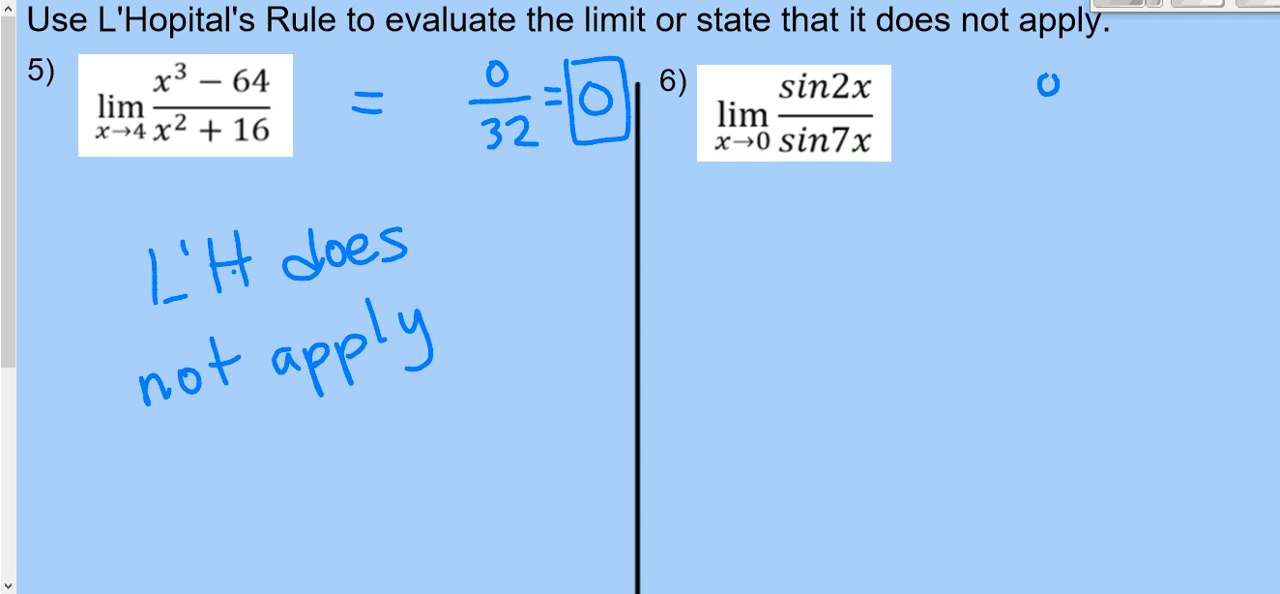 Use L'Hopital's Rule to evaluate the limit or state that it does not apply.
5) lim x→4 (x³ − 64)/(x² + 16) = 0/32 = 0
L'H does
not apply
6) lim x→0 sin2x/sin7x 0